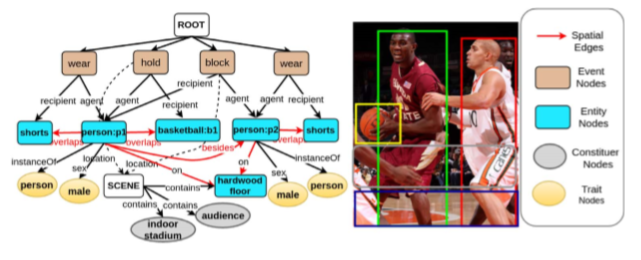 ROOT
wear
hold
block
wear
recipient
recipient
agent
agent
recipient
agent
agent
recipient
shorts
person:p1
basketball:b1
person:p2
shorts
overlaps
overlaps
besides
overlaps
instanceOf
sex
location
location
on
on
sex
instanceOf
person
male
SCENE
contains
hardwood
floor
male
person
contains
contains
indoor
stadium
audience
Spatial
Edges
Event
Nodes
Entity
Nodes
Constituer
Nodes
Trait
Nodes